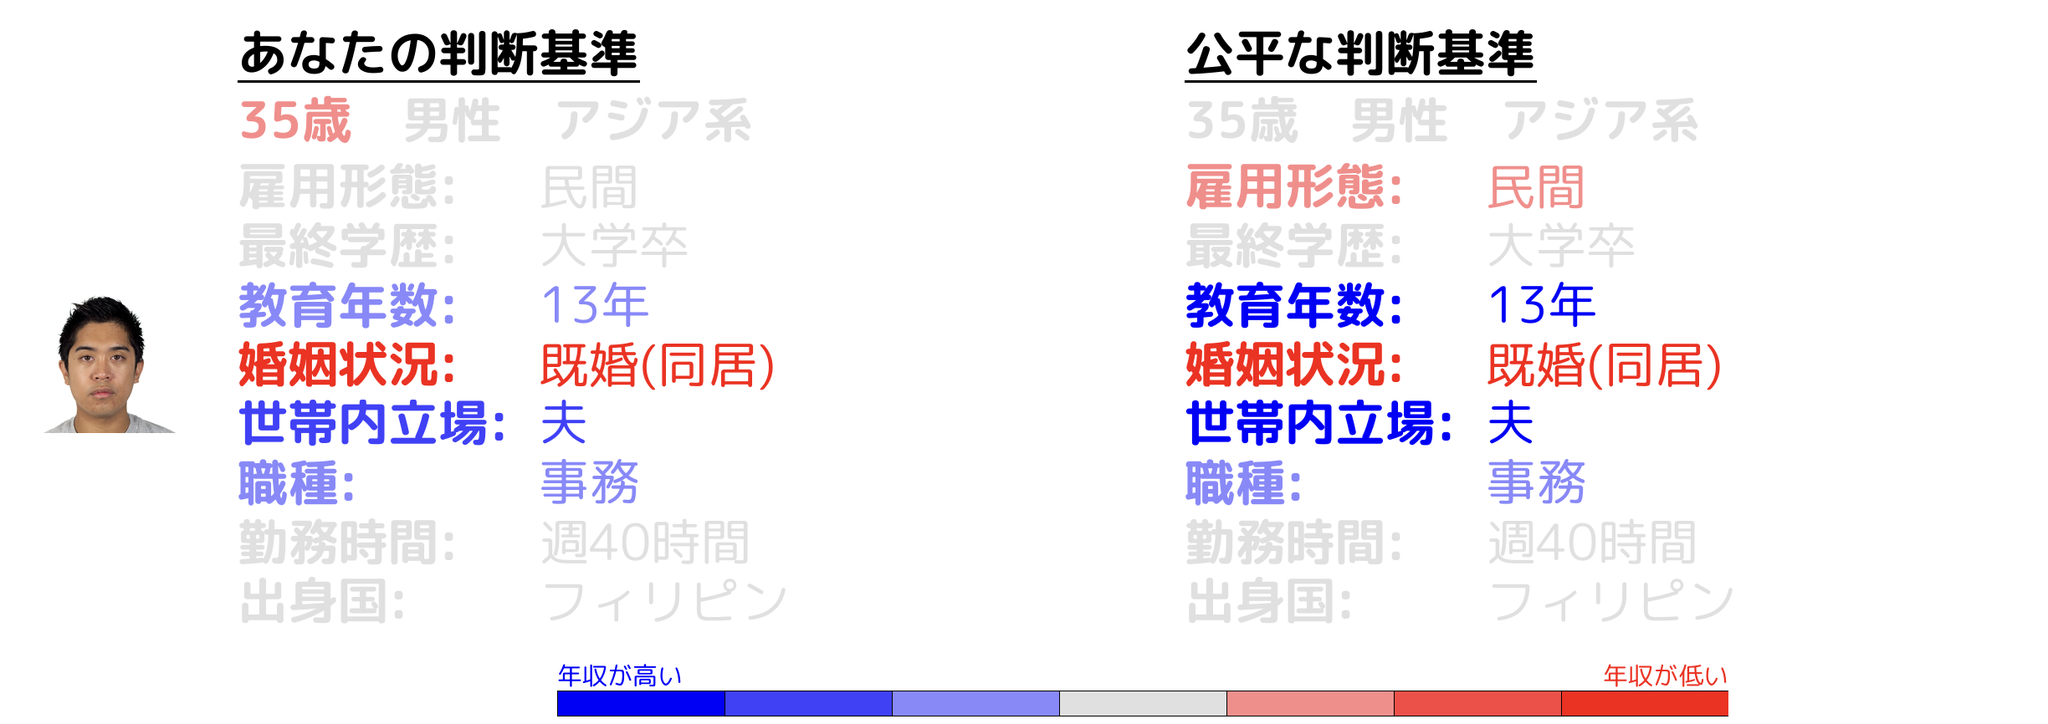 あなたの判断基準
35歳 男性 アジア系
雇用形態: 民間
最終学歴: 大学卒
教育年数: 13年
婚姻状況: 既婚(同居)
世帯内立場: 夫
職種: 事務
勤務時間: 週40時間
出身国: フィリピン
公平な判断基準
35歳 男性 アジア系
雇用形態: 民間
最終学歴: 大学卒
教育年数: 13年
婚姻状況: 既婚(同居)
世帯内立場: 夫
職種: 事務
勤務時間: 週40時間
出身国: フィリピン
年収が高い
年収が低い